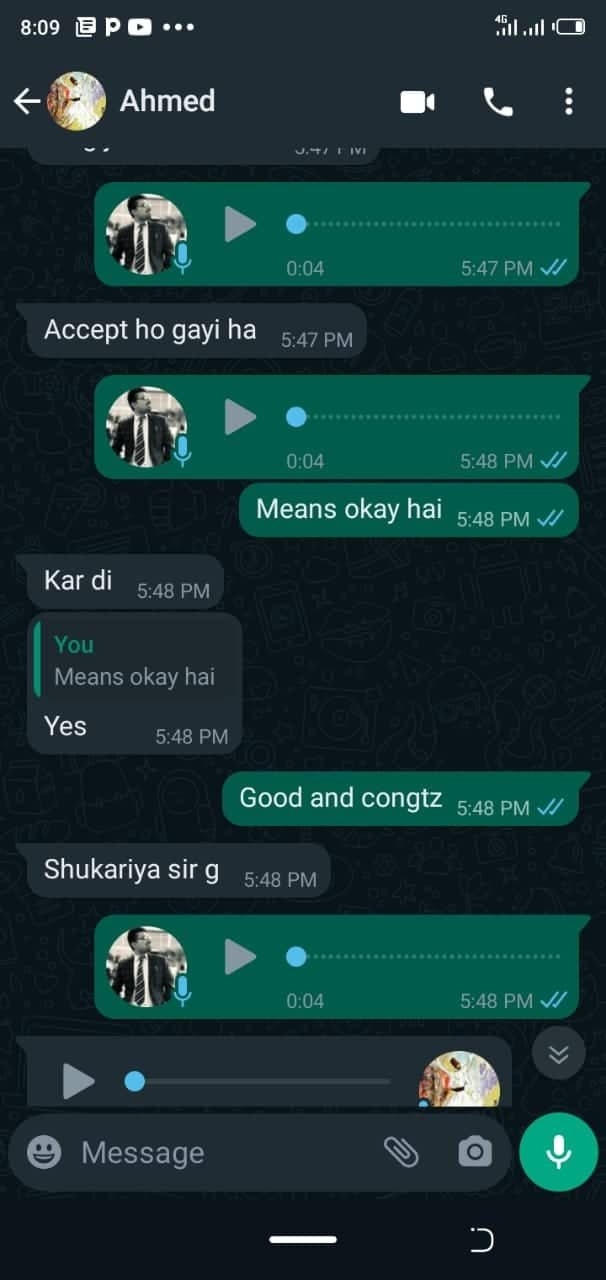 8:09
4G
Ahmed
5:47 PM
0:04 5:47 PM
Accept ho gayi ha 5:47 PM
0:04 5:48 PM
Means okay hai 5:48 PM
Kar di 5:48 PM
You
Means okay hai
Yes 5:48 PM
Good and congtz 5:48 PM
Shukariya sir g 5:48 PM
0:04 5:48 PM
Message